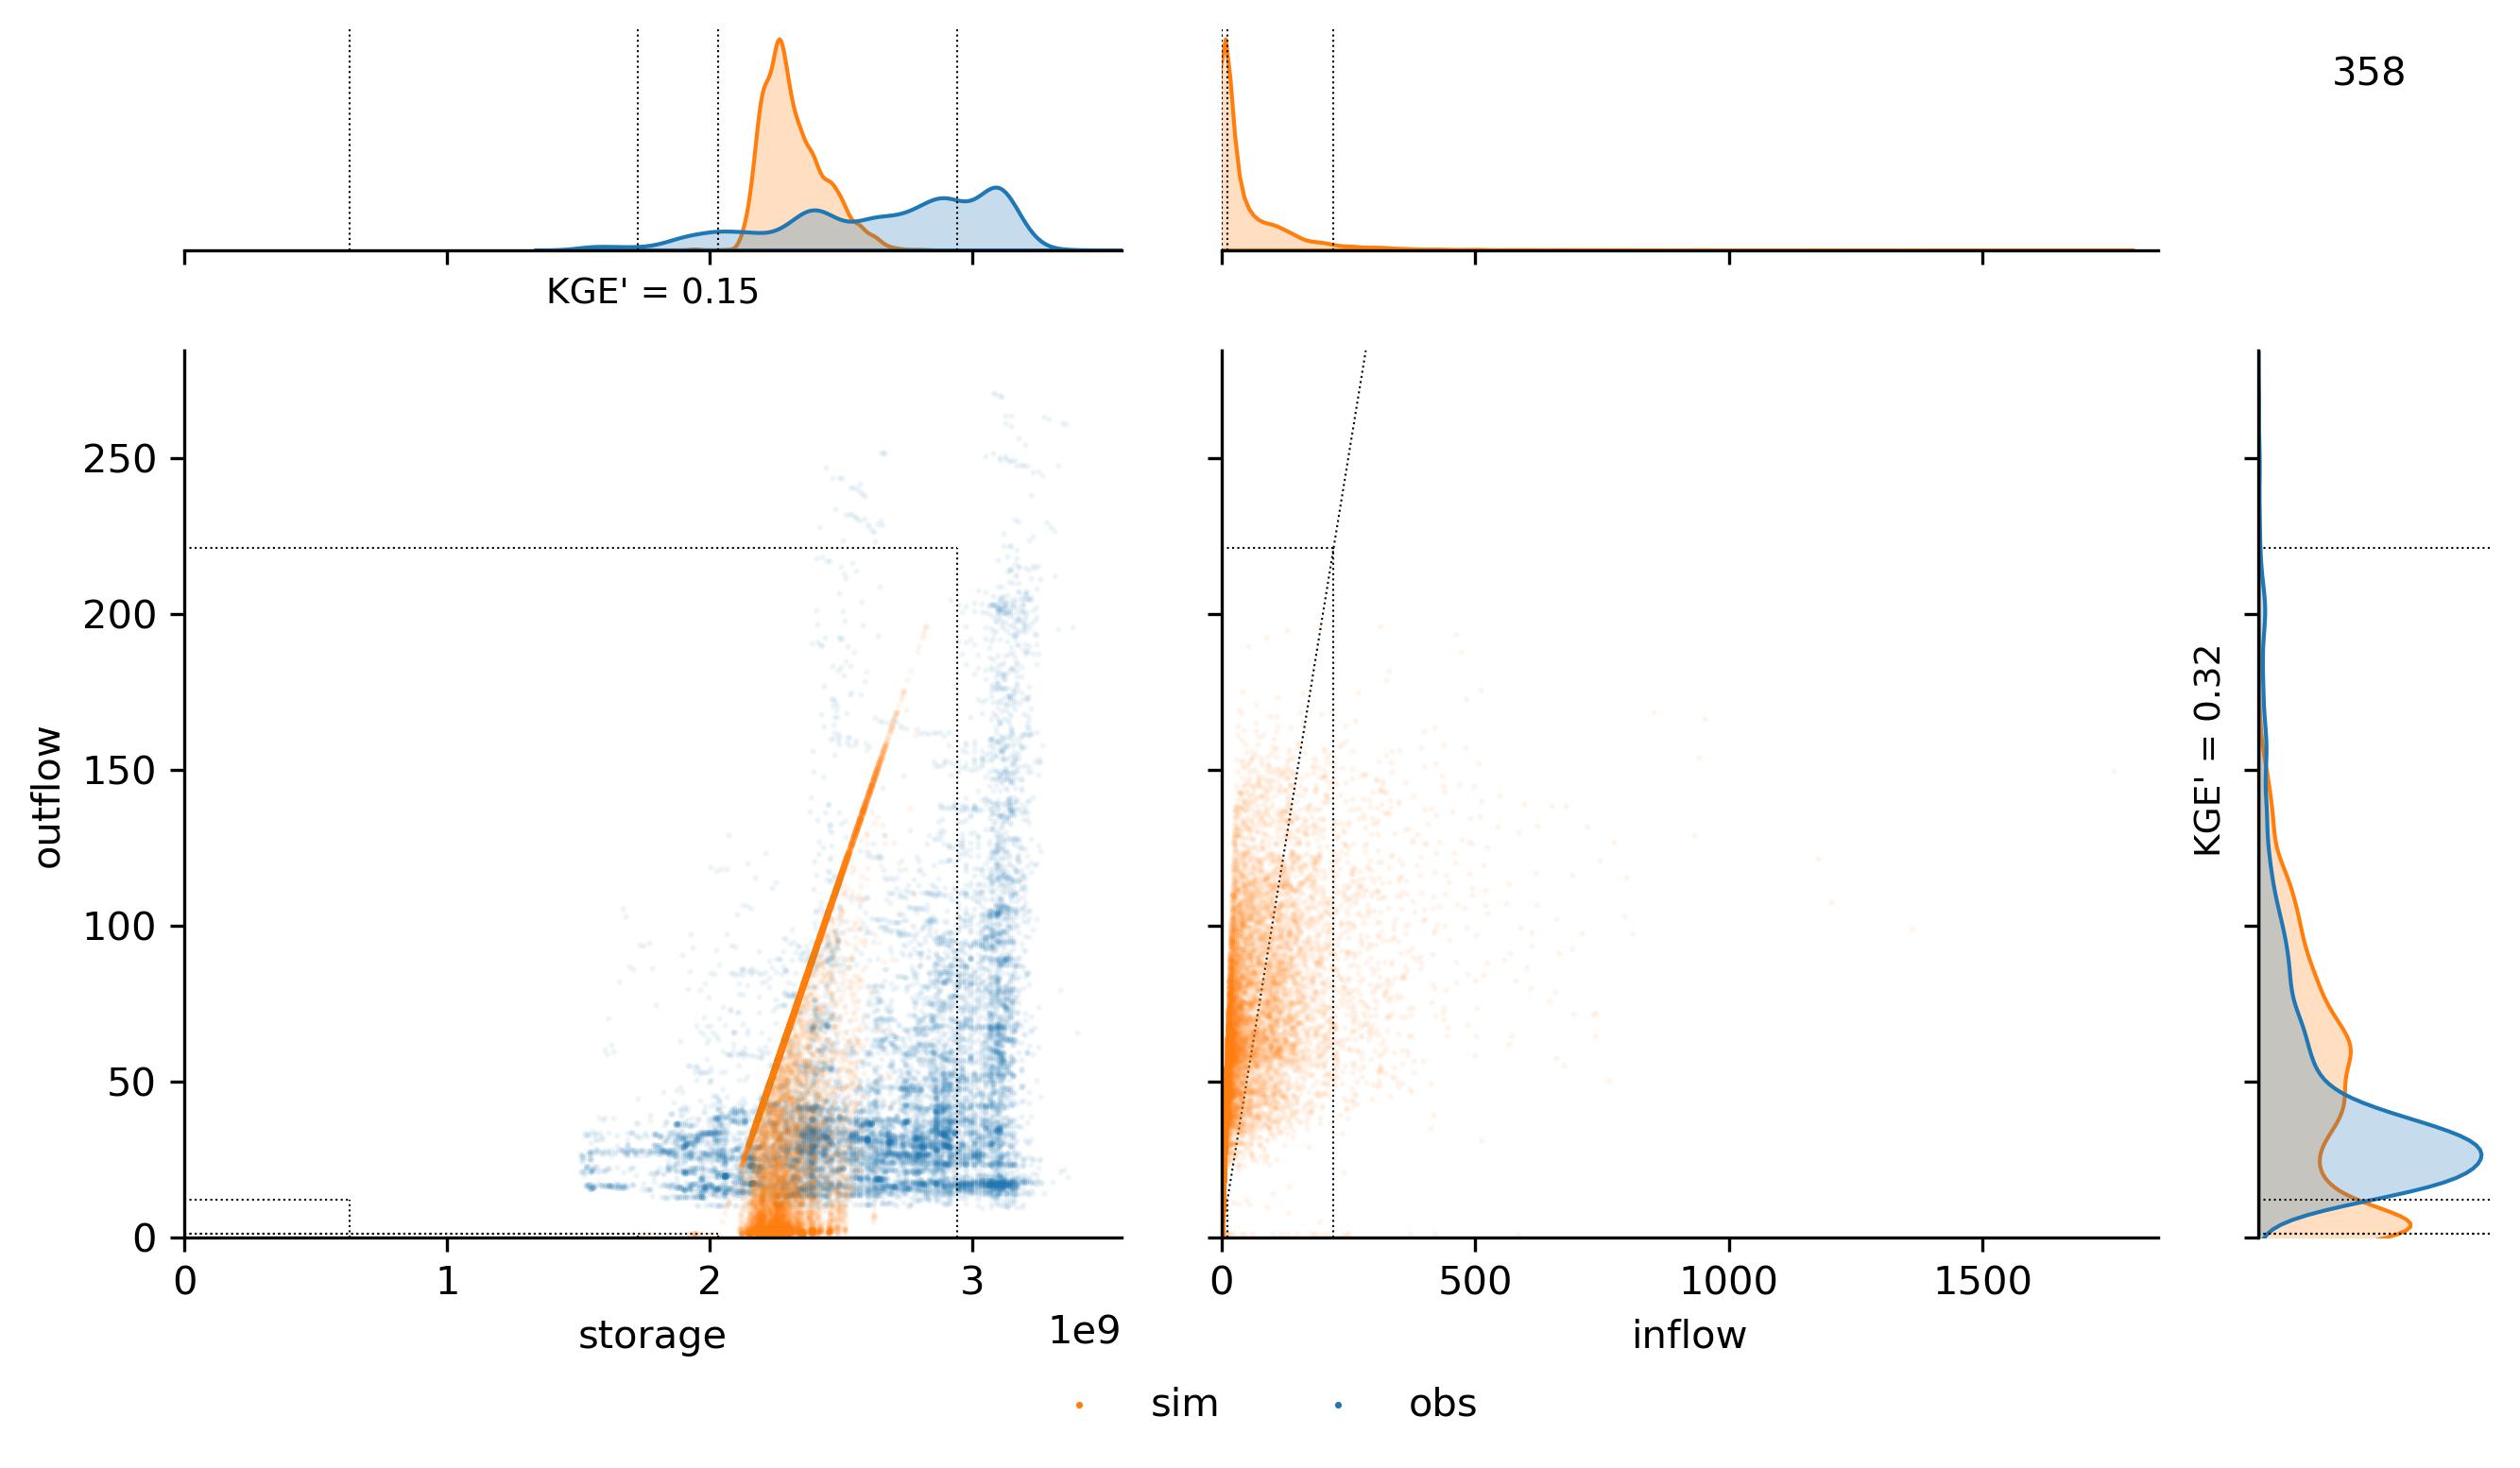 358
KGE' = 0.15
250
200
150
100
50
0
outflow
KGE' = 0.32
0 1 2 3
0 500 1000 1500
storage 1e9 inflow
sim obs